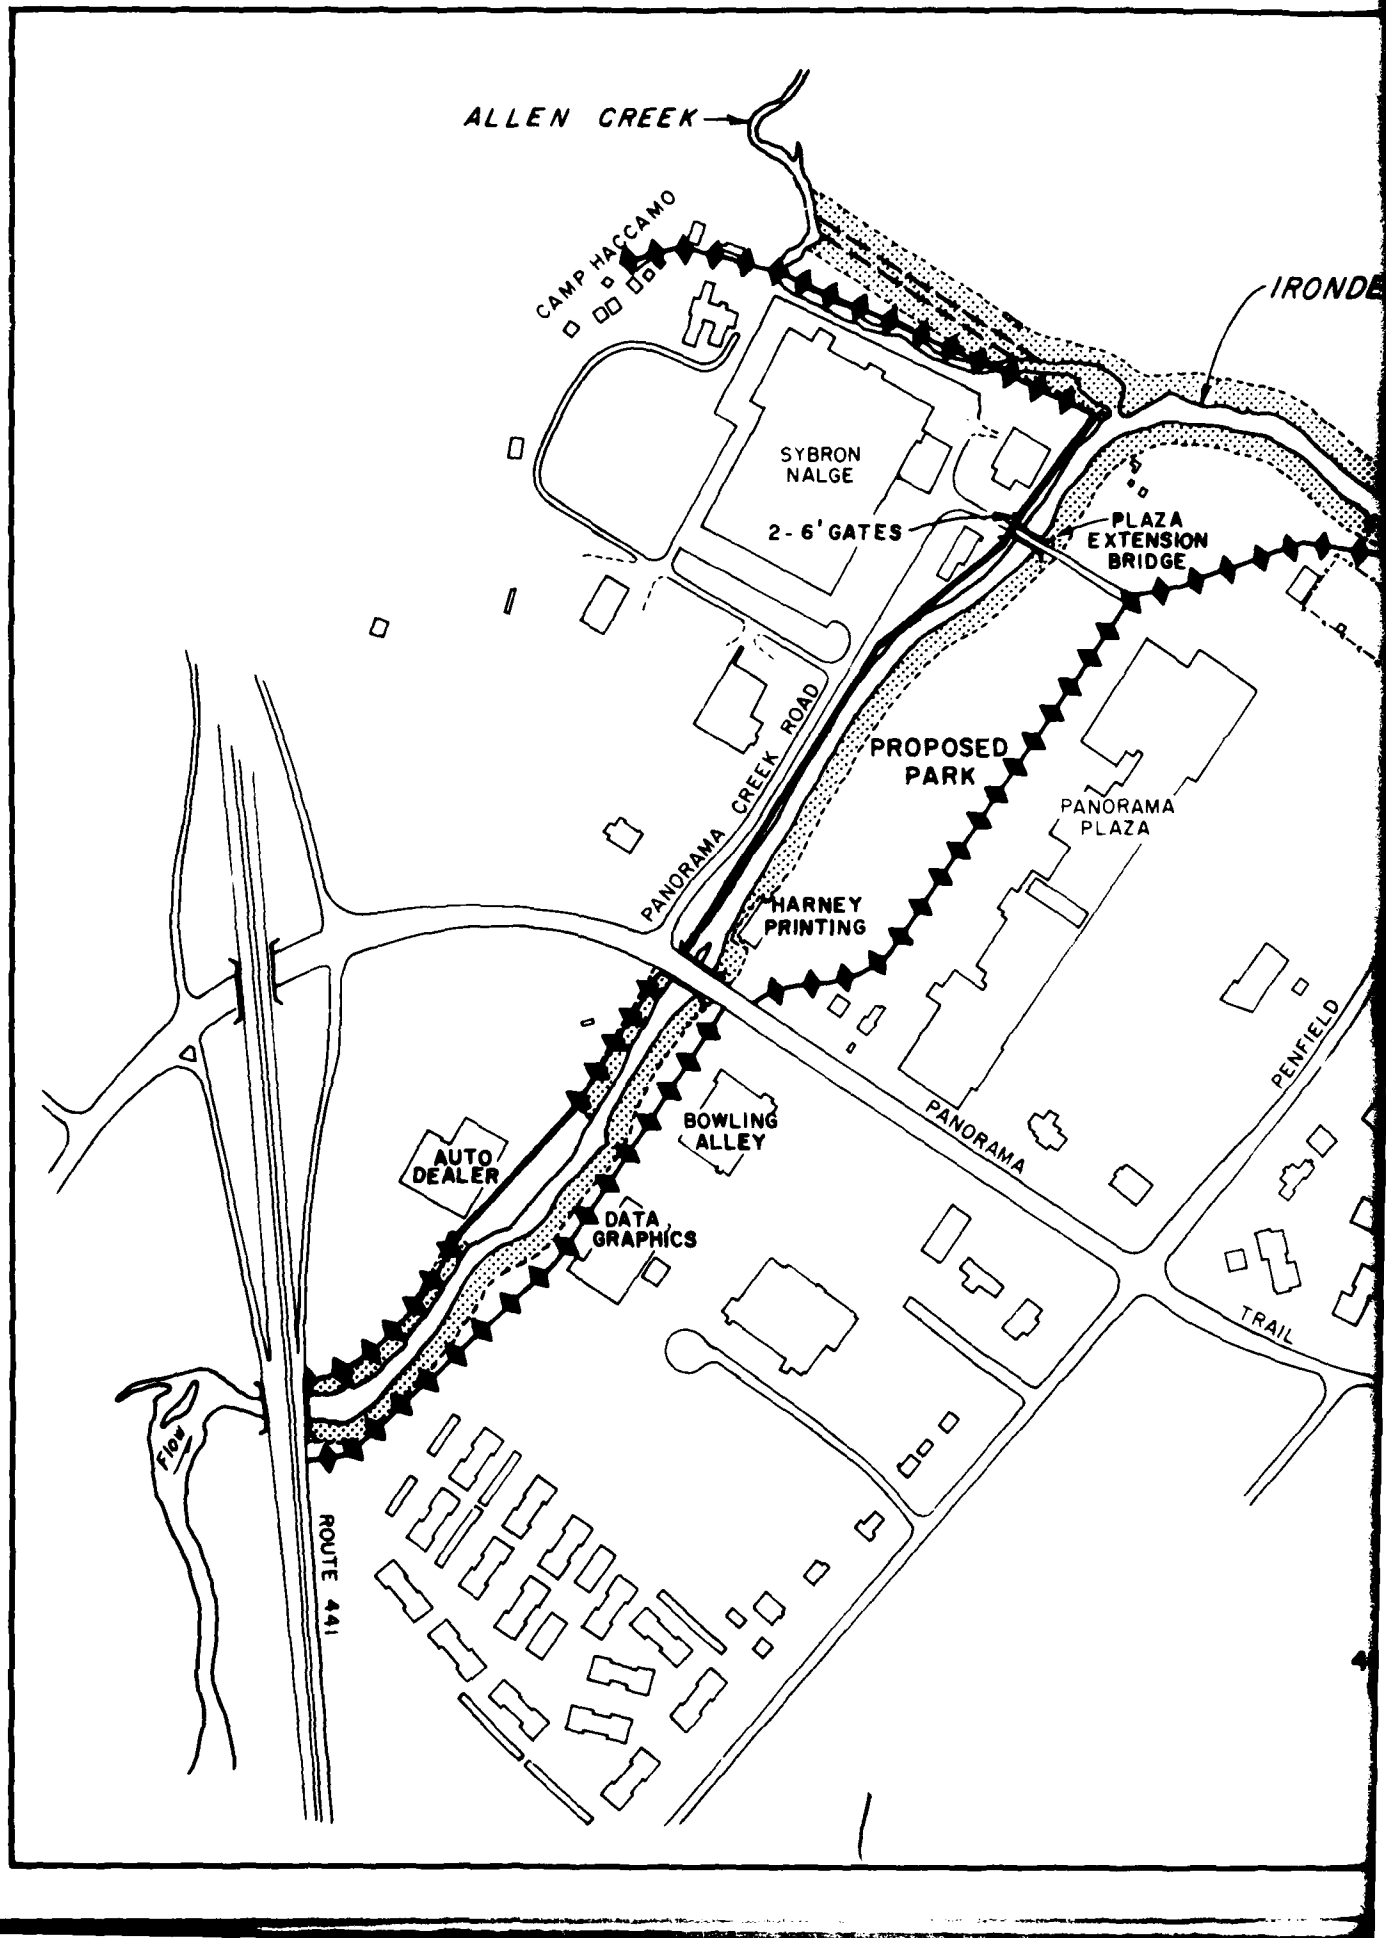 ALLEN CREEK
CAMP HACCAMO
IRONDE
SYBRON
NALGE
2-6' GATES
PLAZA
EXTENSION
BRIDGE
PANORAMA CREEK ROAD
PROPOSED
PARK
PANORAMA
PLAZA
HARNEY
PRINTING
PENFIELD
PANORAMA
TRAIL
BOWLING
ALLEY
AUTO
DEALER
DATA
GRAPHICS
Flow
ROUTE 441